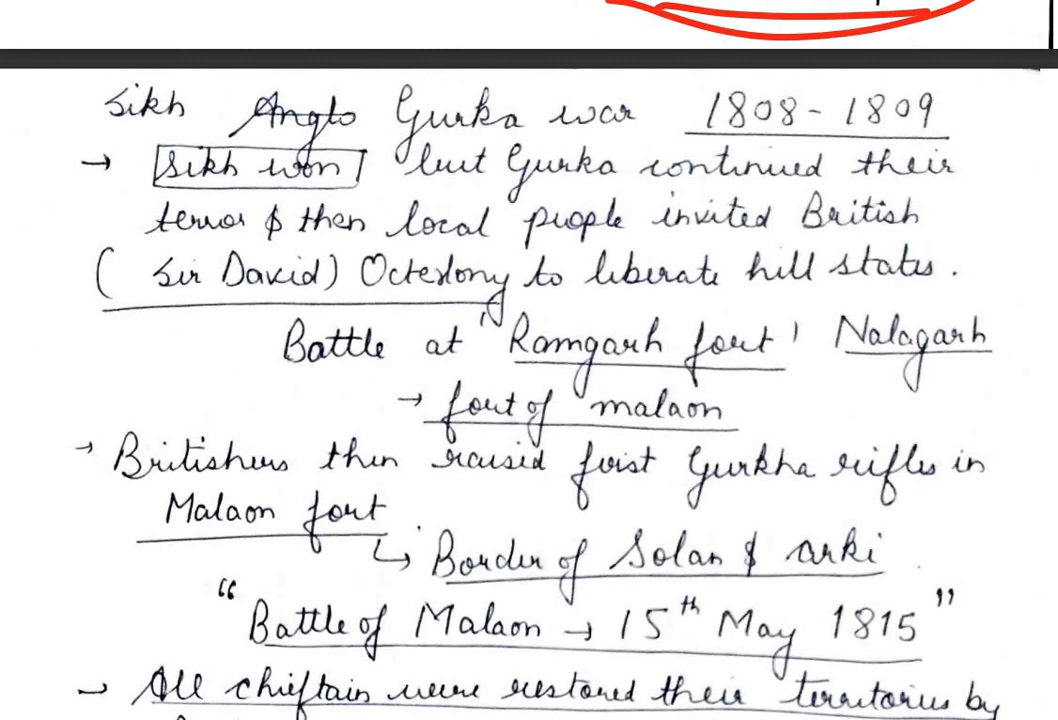 Sikh Anglo Gurka war 1808-1809
→ Sikh won but Gurka continued their
terror & then local people invited British
( Sir David) Octerlony to liberate hill states.
Battle at 'Ramgarh fort' Nalagarh
→ fort of malaon
→ Britishers then raised first Gurkha rifles in
Malaon fort
↳ Border of Solan & arki
"Battle of Malaon → 15th May 1815"
→ All chieftain were restored their territories by